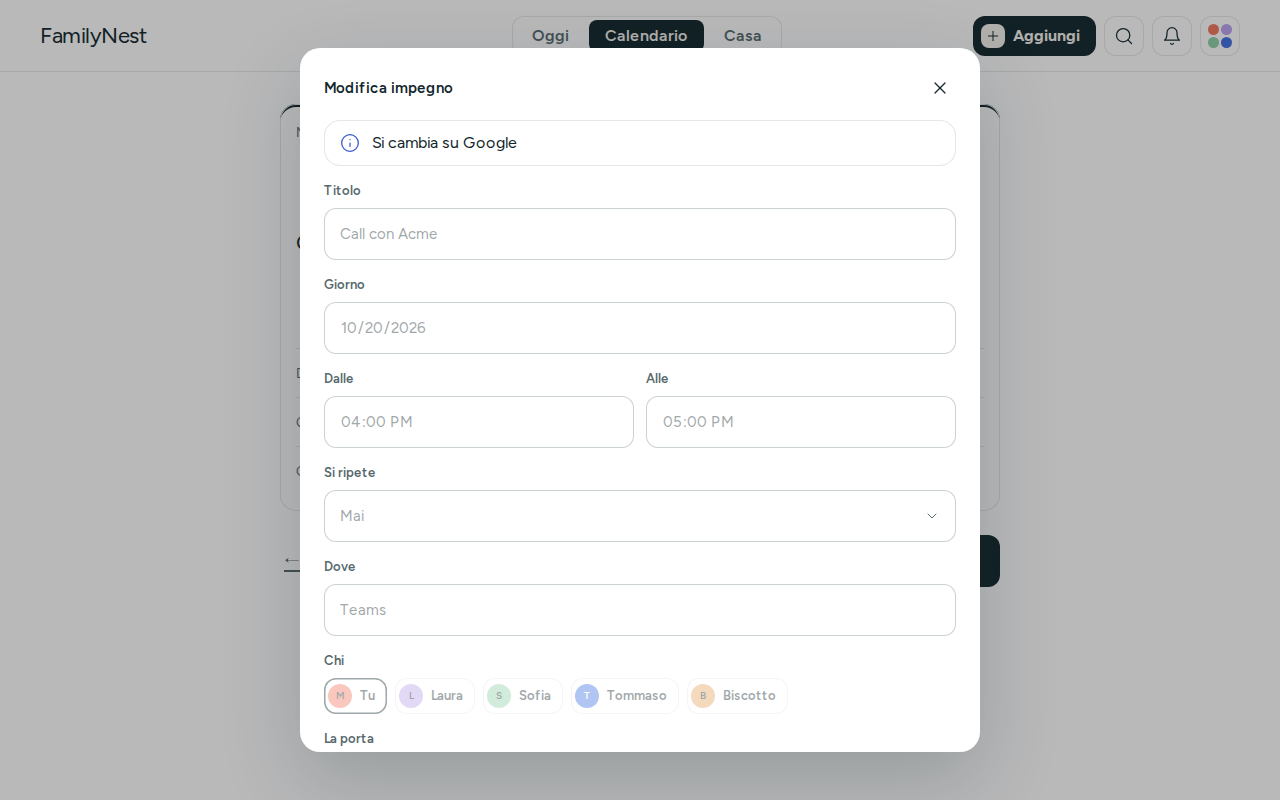 FamilyNest
Oggi
Calendario
Casa
Aggiungi
Modifica impegno
Si cambia su Google
Titolo
Call con Acme
Giorno
10/20/2026
Dalle
Alle
04:00 PM
05:00 PM
Si ripete
Mai
Dove
Teams
Chi
M Tu
L Laura
S Sofia
T Tommaso
B Biscotto
La porta